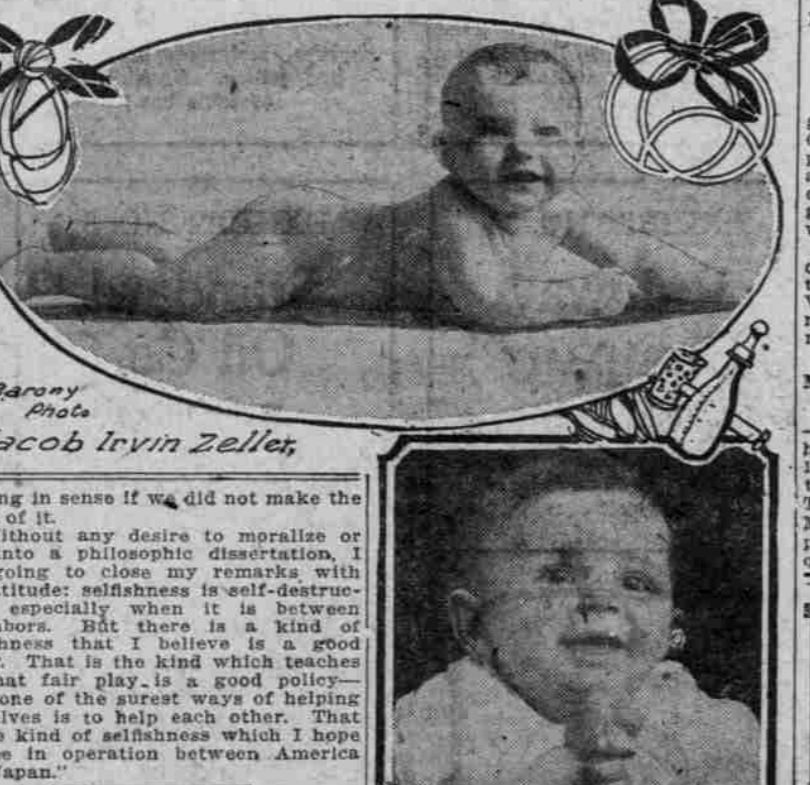 Barony
Photo
Jacob Irvin Zeller,
ng in sense if we did not make the
of it.
ithout any desire to moralize or
nto a philosophic dissertation, I
going to close my remarks with
titude: selfishness is self-destruc-
especially when it is between
bors. But there is a kind of
hness that I believe is a good
. That is the kind which teaches
at fair play is a good policy—
one of the surest ways of helping
lves is to help each other. That
e kind of selfishness which I hope
e in operation between America
Japan."